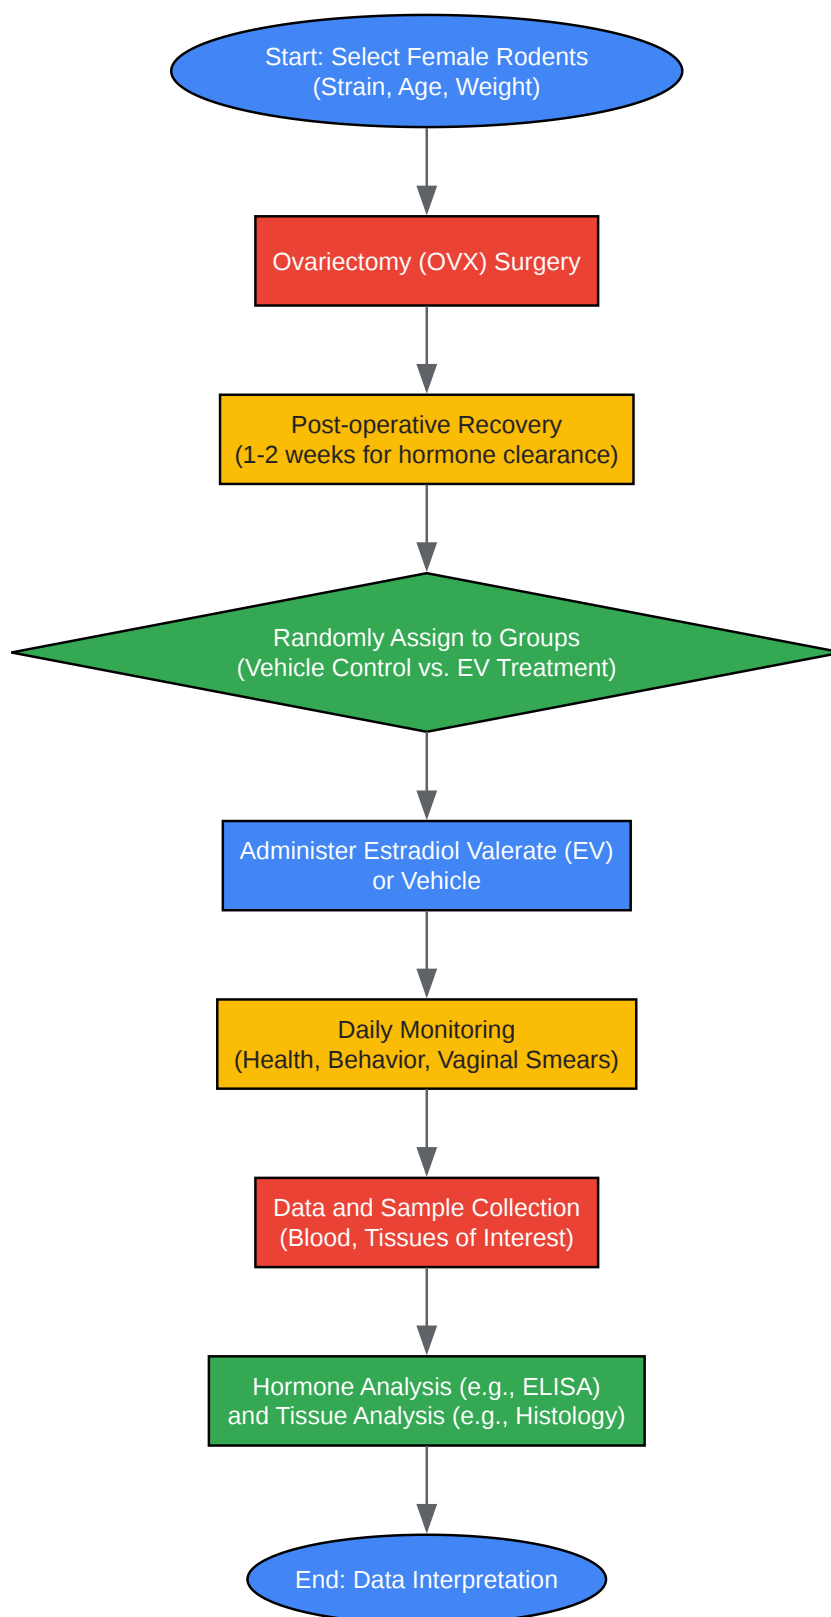 Start: Select Female Rodents
(Strain, Age, Weight)
Ovariectomy (OVX) Surgery
Post-operative Recovery
(1-2 weeks for hormone clearance)
Randomly Assign to Groups
(Vehicle Control vs. EV Treatment)
Administer Estradiol Valerate (EV)
or Vehicle
Daily Monitoring
(Health, Behavior, Vaginal Smears)
Data and Sample Collection
(Blood, Tissues of Interest)
Hormone Analysis (e.g., ELISA)
and Tissue Analysis (e.g., Histology)
End: Data Interpretation